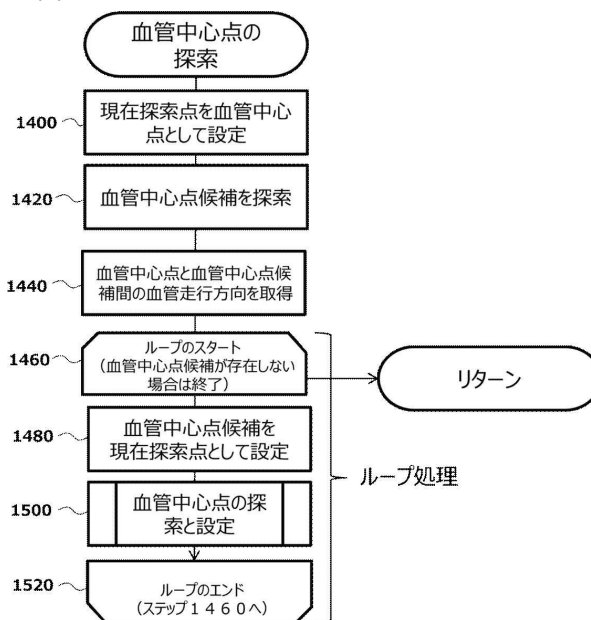 血管中心点の
探索
1400
現在探索点を血管中心
点として設定
1420
血管中心点候補を探索
1440
血管中心点と血管中心点候
補間の血管走行方向を取得
1460
ループのスタート
（血管中心点候補が存在しない
場合は終了）
リターン
1480
血管中心点候補を
現在探索点として設定
ループ処理
1500
血管中心点の探
索と設定
1520
ループのエンド
（ステップ１４６０へ）